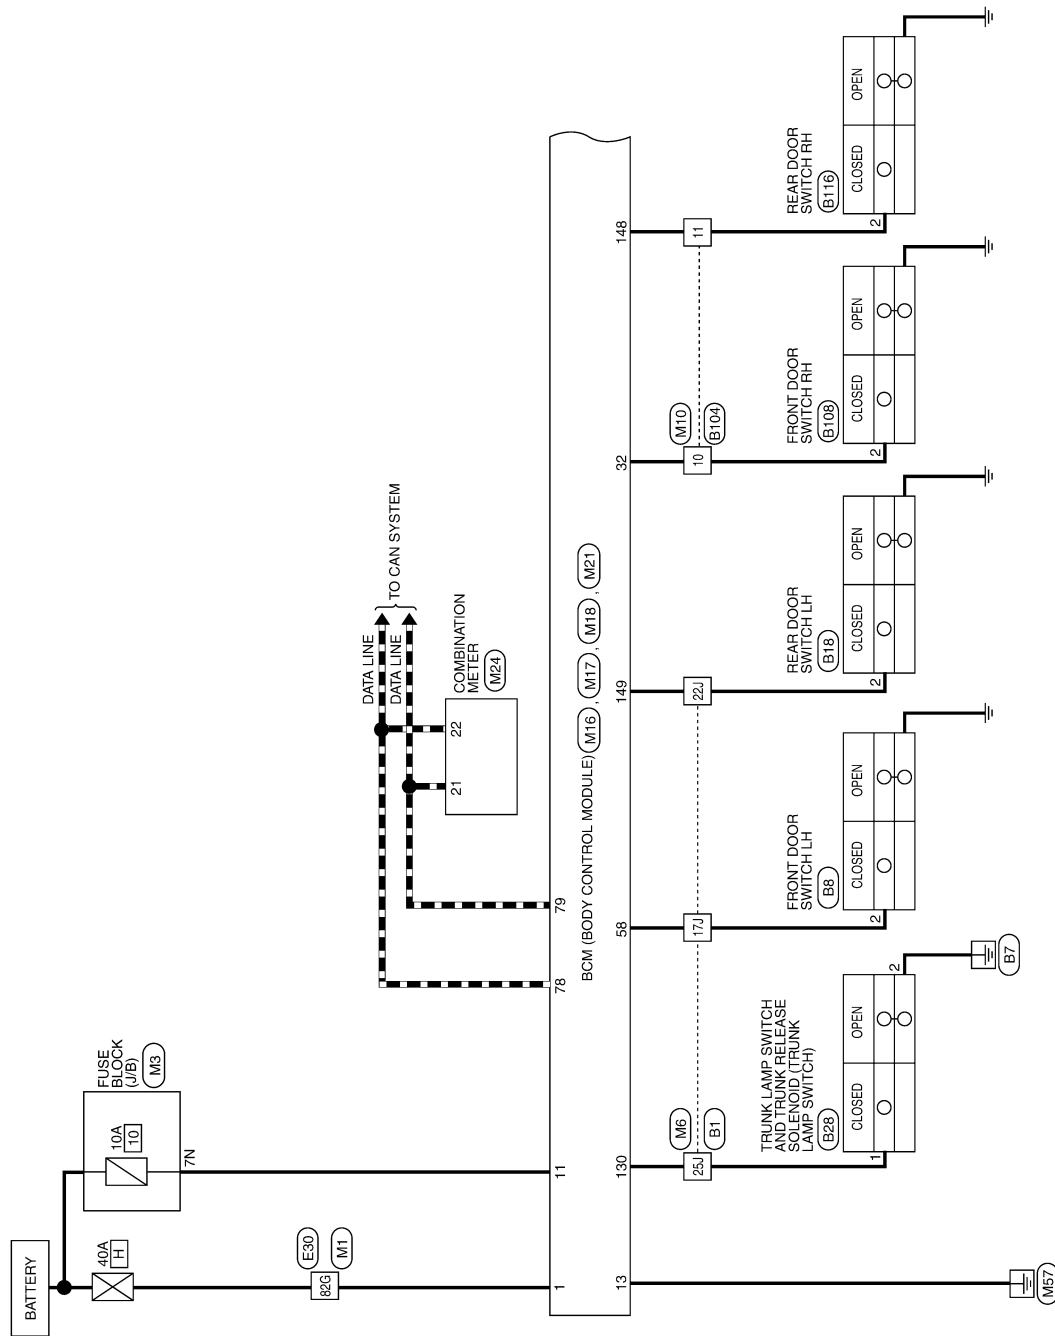 BATTERY
40A
H
E30
82G
M1
1
FUSE
BLOCK
(J/B)
M3
10A
10
7N
11
DATA LINE
DATA LINE
TO CAN SYSTEM
COMBINATION
METER
M24
21
22
78
79
BCM (BODY CONTROL MODULE) M16 , M17 , M18 , M21
13
130
58
149
32
148
M6
25J
B1
17J
22J
M10
10
B104
11
M57
TRUNK LAMP SWITCH
AND TRUNK RELEASE
SOLENOID (TRUNK
LAMP SWITCH)
B28
CLOSED
OPEN
1
2
B7
FRONT DOOR
SWITCH LH
B8
CLOSED
OPEN
2
REAR DOOR
SWITCH LH
B18
CLOSED
OPEN
2
FRONT DOOR
SWITCH RH
B108
CLOSED
OPEN
2
REAR DOOR
SWITCH RH
B116
CLOSED
OPEN
2